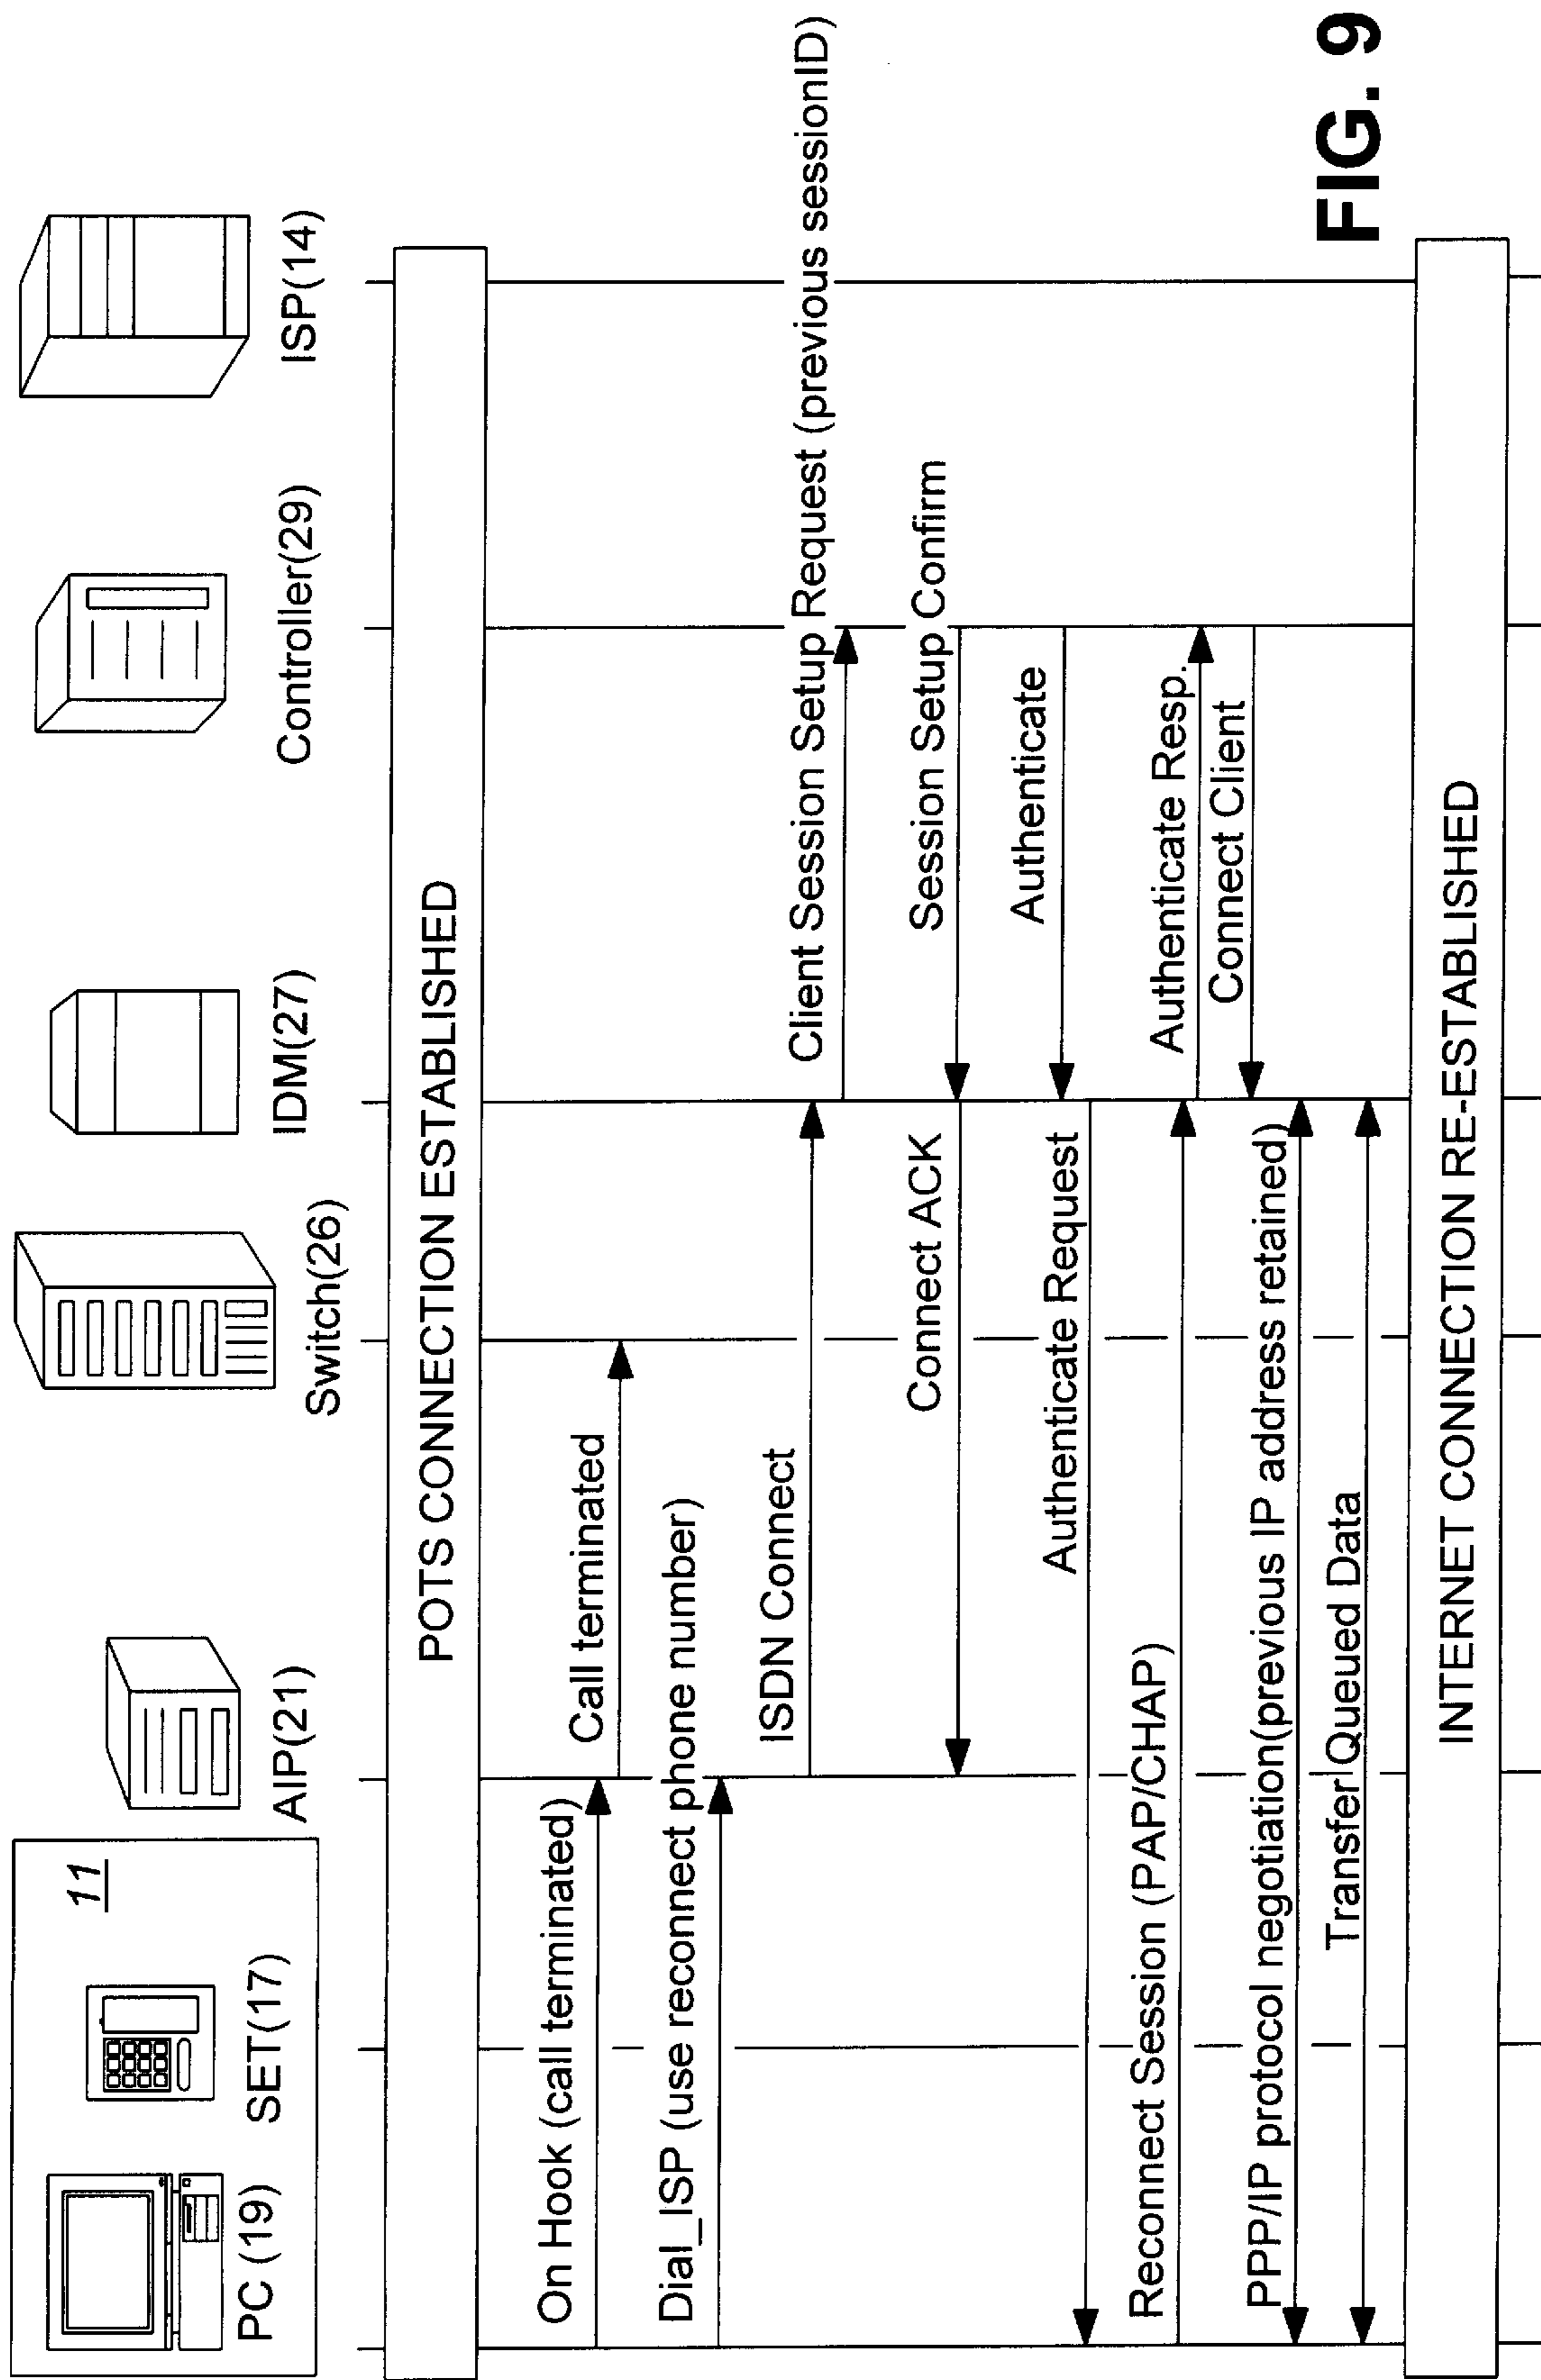 11
PC (19)
SET(17)
AIP(21)
Switch(26)
IDM(27)
Controller(29)
ISP(14)
POTS CONNECTION ESTABLISHED
On Hook (call terminated)
Call terminated
Dial_ISP (use reconnect phone number)
ISDN Connect
Client Session Setup Request (previous sessionID)
Session Setup Confirm
Connect ACK
Authenticate
Authenticate Request
Reconnect Session (PAP/CHAP)
Authenticate Resp.
Connect Client
PPP/IP protocol negotiation(previous IP address retained)
Transfer Queued Data
INTERNET CONNECTION RE-ESTABLISHED
FIG. 9